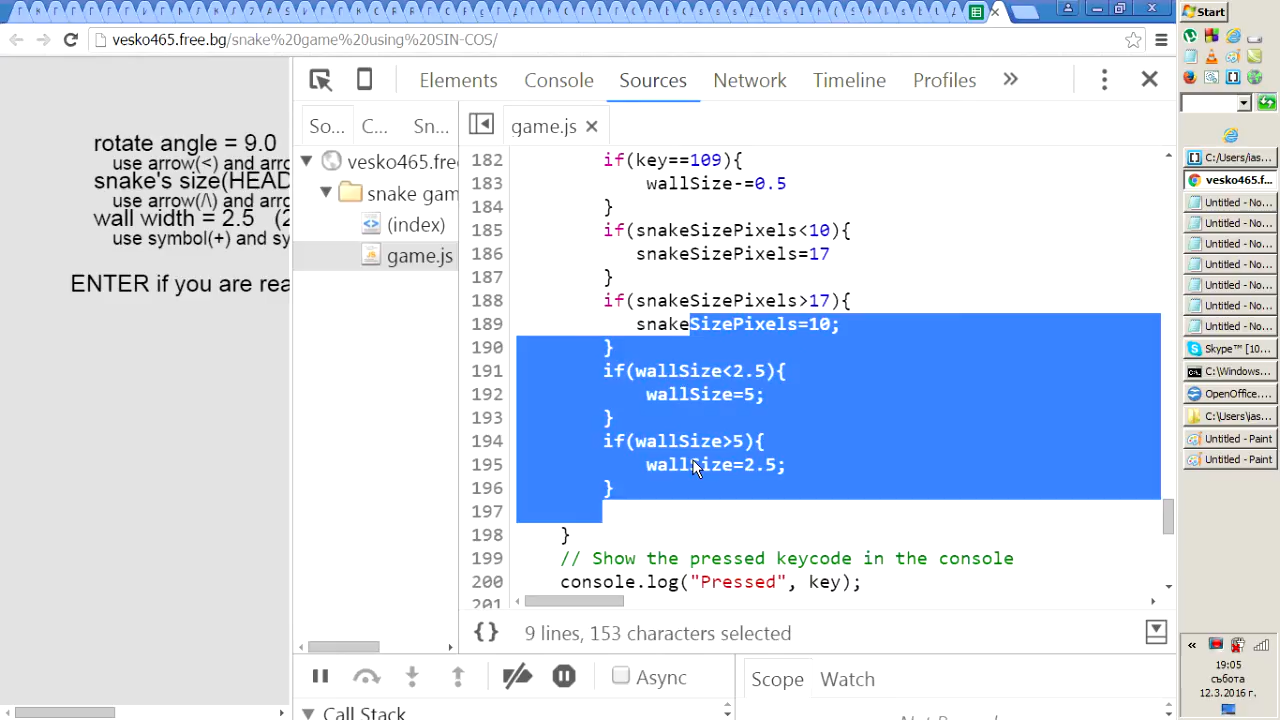 vesko465.free.bg/snake%20game%20using%20SIN-COS/
Elements Console Sources Network Timeline Profiles »
So... C... Sn...
game.js
vesko465.free
snake gam
(index)
game.js
rotate angle = 9.0
use arrow(<) and arro
snake's size(HEAD
use arrow(/\) and arro
wall width = 2.5 (2
use symbol(+) and sy
ENTER if you are rea
182 if(key==109){
183 wallSize-=0.5
184 }
185 if(snakeSizePixels<10){
186 snakeSizePixels=17
187 }
188 if(snakeSizePixels>17){
189 snakeSizePixels=10;
190 }
191 if(wallSize<2.5){
192 wallSize=5;
193 }
194 if(wallSize>5){
195 wallSize=2.5;
196 }
197
198 }
199 // Show the pressed keycode in the console
200 console.log("Pressed", key);
201
{} 9 lines, 153 characters selected
Async
Call Stack
Scope Watch
Start
C:/Users/ias...
vesko465.f...
Untitled - No...
Untitled - No...
Untitled - No...
Untitled - No...
Untitled - No...
Untitled - No...
Untitled - No...
Skype™ [10...
C:\Windows...
OpenOffice....
C:\Users\ias...
Untitled - Paint
Untitled - Paint
«
19:05
събота
12.3.2016 г.